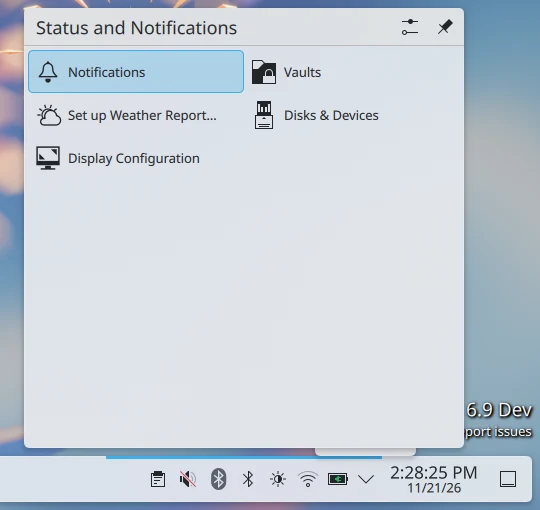 Status and Notifications
Notifications
Vaults
Set up Weather Report...
Disks & Devices
Display Configuration
6.9 Dev
port issues
2:28:25 PM
11/21/26